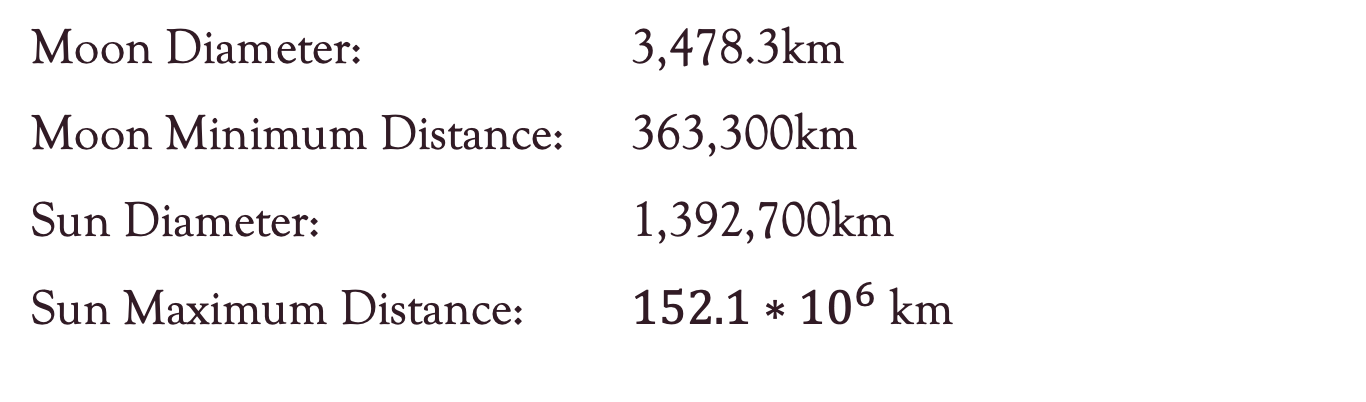 Moon Diameter: 3,478.3km
Moon Minimum Distance: 363,300km
Sun Diameter: 1,392,700km
Sun Maximum Distance: 152.1 * 10⁶ km